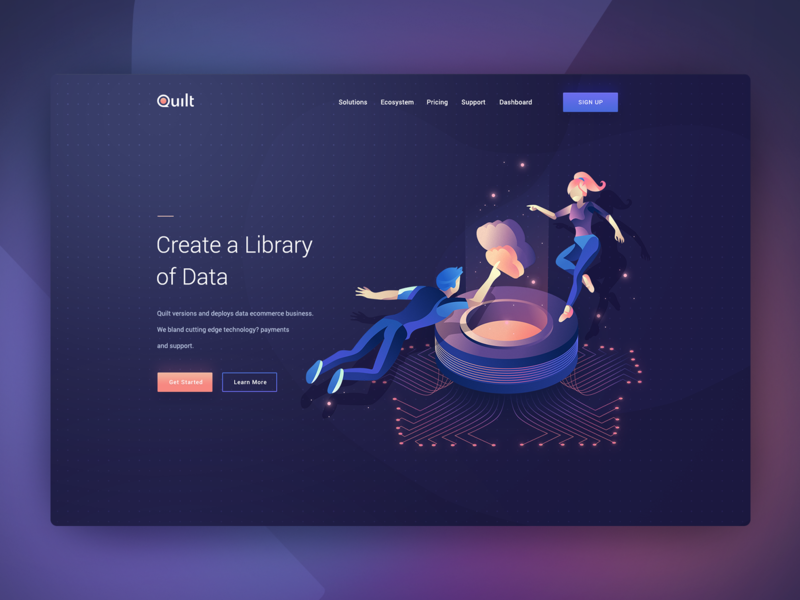 Quilt
Solutions Ecosystem Pricing Support Dashboard SIGN UP
Create a Library
of Data
Quilt versions and deploys data ecommerce business.
We bland cutting edge technology? payments
and support.
Get Started Learn More